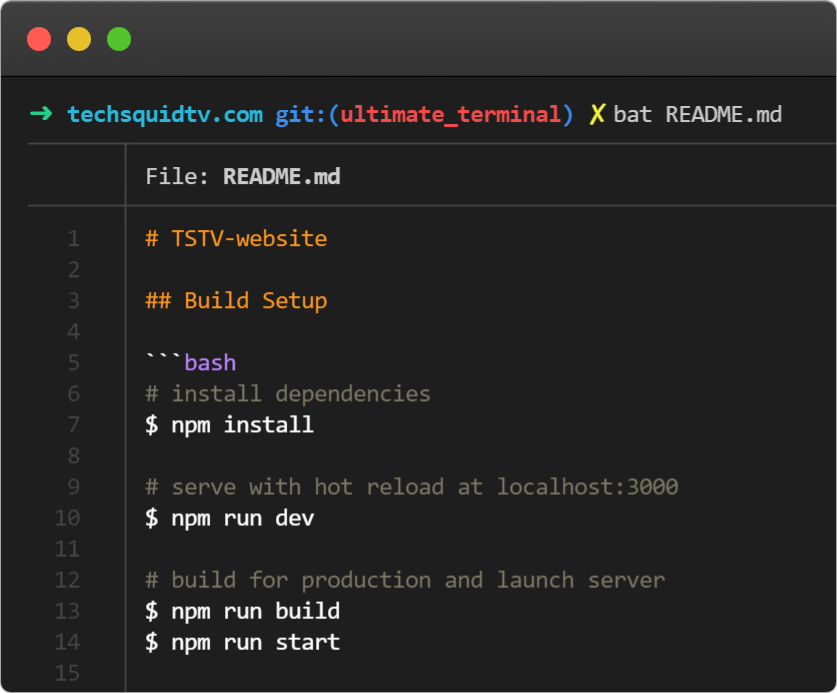 ➜ techsquidtv.com git:(ultimate_terminal) ✗ bat README.md
File: README.md
1 # TSTV-website
2
3 ## Build Setup
4
5 ```bash
6 # install dependencies
7 $ npm install
8
9 # serve with hot reload at localhost:3000
10 $ npm run dev
11
12 # build for production and launch server
13 $ npm run build
14 $ npm run start
15